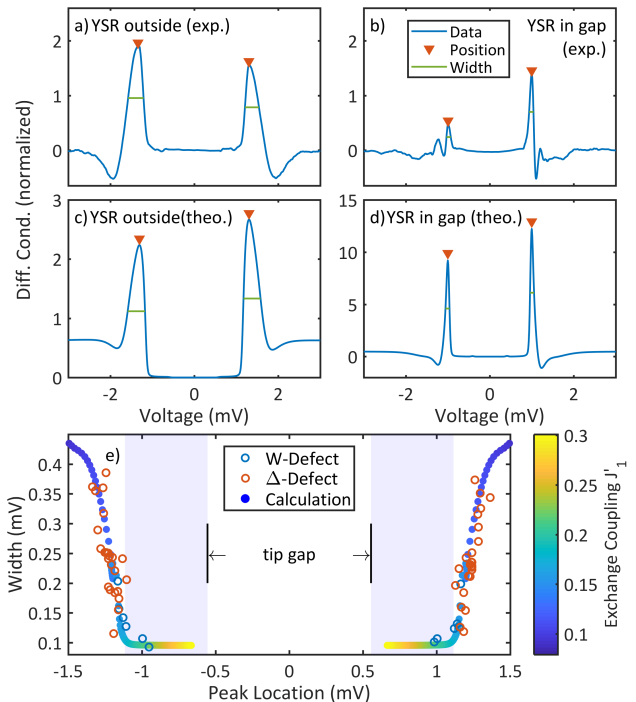 a) YSR outside (exp.)
b) YSR in gap
(exp.)
Data
Position
Width
2
1
0
2
1
0
Diff. Cond. (normalized)
c) YSR outside(theo.)
d)YSR in gap (theo.)
3
2
1
0
15
10
5
0
-2 0 2
-2 0 2
Voltage (mV)
Voltage (mV)
e)
W-Defect
Δ-Defect
Calculation
← tip gap →
0.4
0.35
0.3
0.25
0.2
0.15
0.1
Width (mV)
-1.5 -1 -0.5 0 0.5 1 1.5
Peak Location (mV)
0.3
0.25
0.2
0.15
0.1
Exchange Coupling J'1